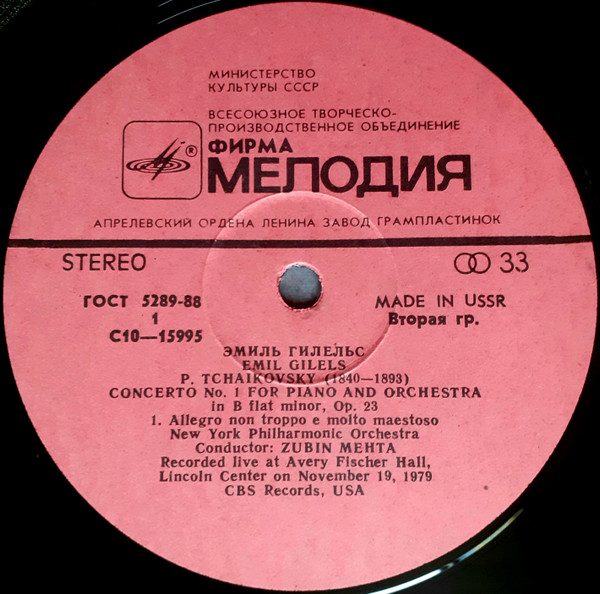 МИНИСТЕРСТВО
КУЛЬТУРЫ СССР
ВСЕСОЮЗНОЕ ТВОРЧЕСКО-
ПРОИЗВОДСТВЕННОЕ ОБЪЕДИНЕНИЕ
®
ФИРМА
МЕЛОДИЯ
АПРЕЛЕВСКИЙ ОРДЕНА ЛЕНИНА ЗАВОД ГРАМПЛАСТИНОК
STEREO
33
ГОСТ 5289-88
MADE IN USSR
1
Вторая гр.
С10—15995
ЭМИЛЬ ГИЛЕЛЬС
EMIL GILELS
P. TCHAIKOVSKY (1840—1893)
CONCERTO No. 1 FOR PIANO AND ORCHESTRA
in B flat minor, Op. 23
1. Allegro non troppo e molto maestoso
New York Philharmonic Orchestra
Conductor: ZUBIN MEHTA
Recorded live at Avery Fischer Hall,
Lincoln Center on November 19, 1979
CBS Records, USA